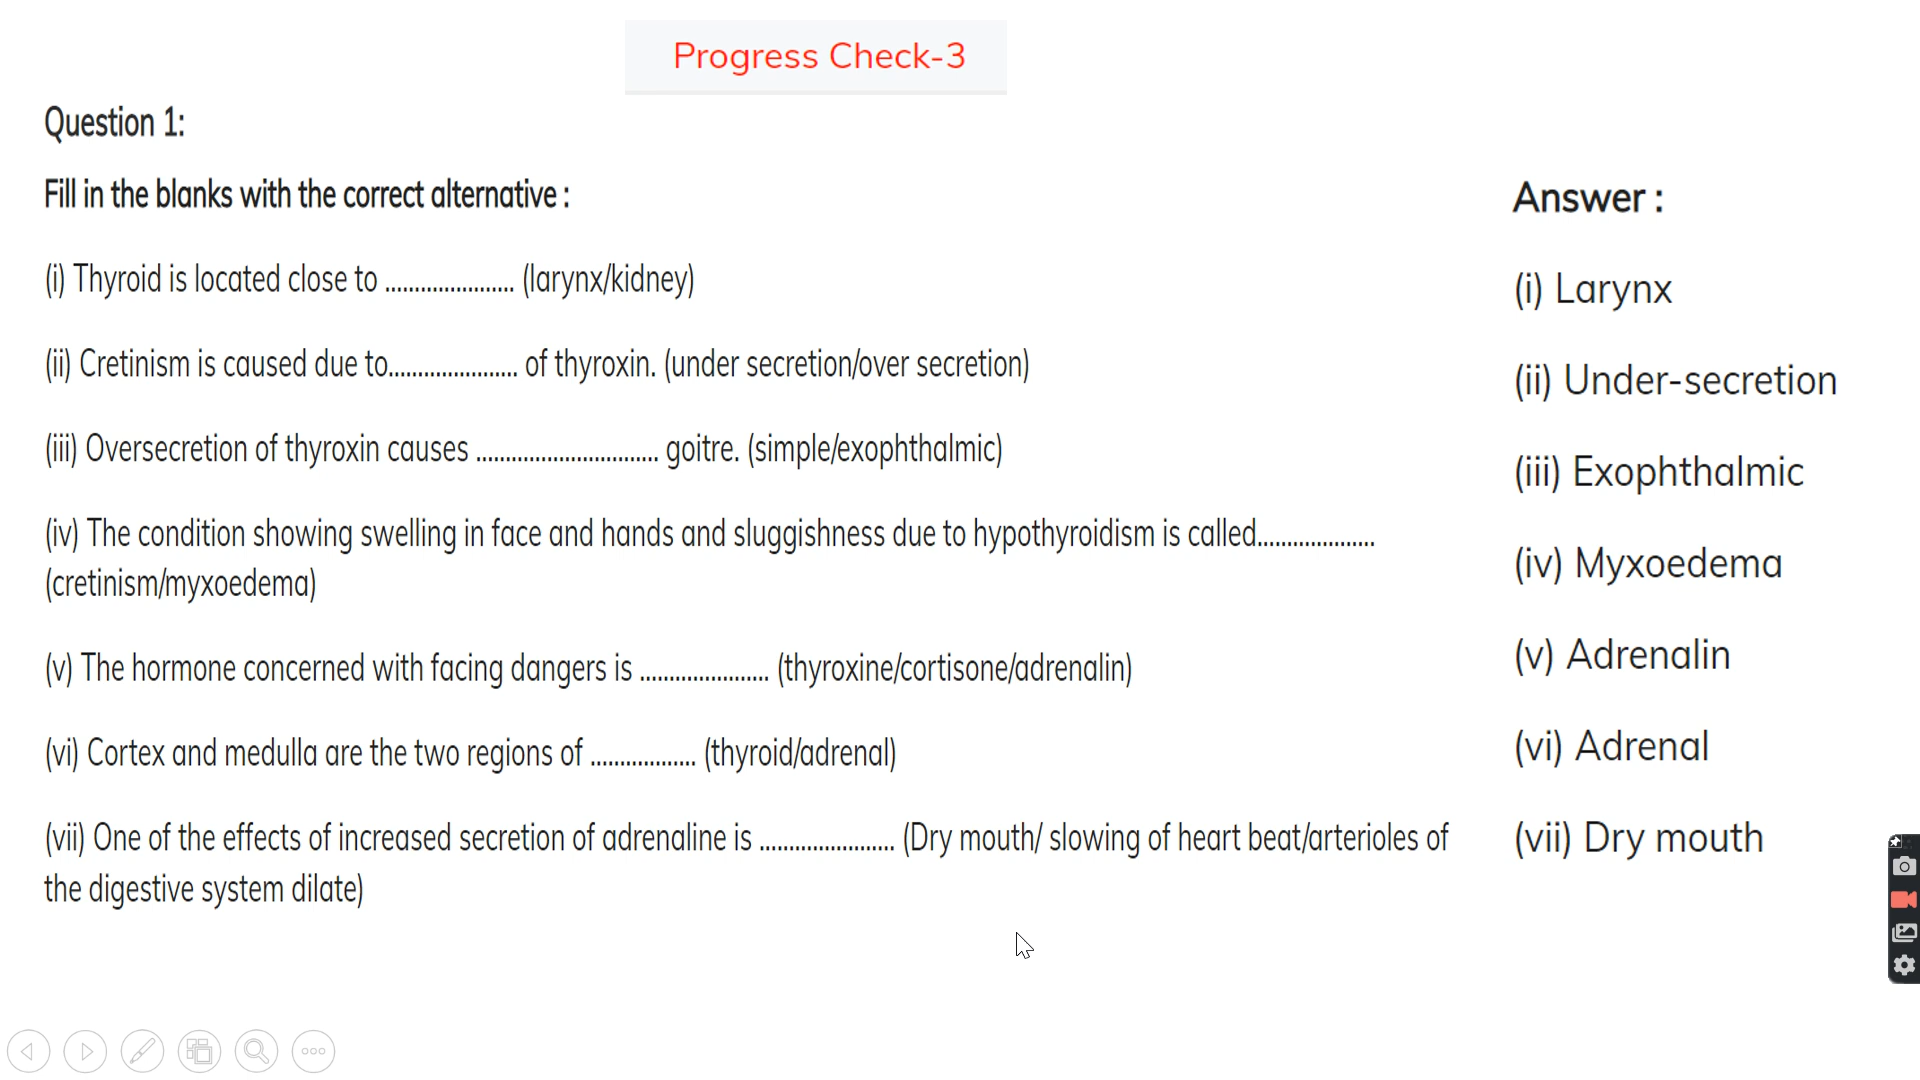 Progress Check-3
Question 1:
Fill in the blanks with the correct alternative :
(i) Thyroid is located close to ...................... (larynx/kidney)
(ii) Cretinism is caused due to...................... of thyroxin. (under secretion/over secretion)
(iii) Oversecretion of thyroxin causes ............................... goitre. (simple/exophthalmic)
(iv) The condition showing swelling in face and hands and sluggishness due to hypothyroidism is called....................
(cretinism/myxoedema)
(v) The hormone concerned with facing dangers is ...................... (thyroxine/cortisone/adrenalin)
(vi) Cortex and medulla are the two regions of .................. (thyroid/adrenal)
(vii) One of the effects of increased secretion of adrenaline is ....................... (Dry mouth/ slowing of heart beat/arterioles of
the digestive system dilate)
Answer :
(i) Larynx
(ii) Under-secretion
(iii) Exophthalmic
(iv) Myxoedema
(v) Adrenalin
(vi) Adrenal
(vii) Dry mouth